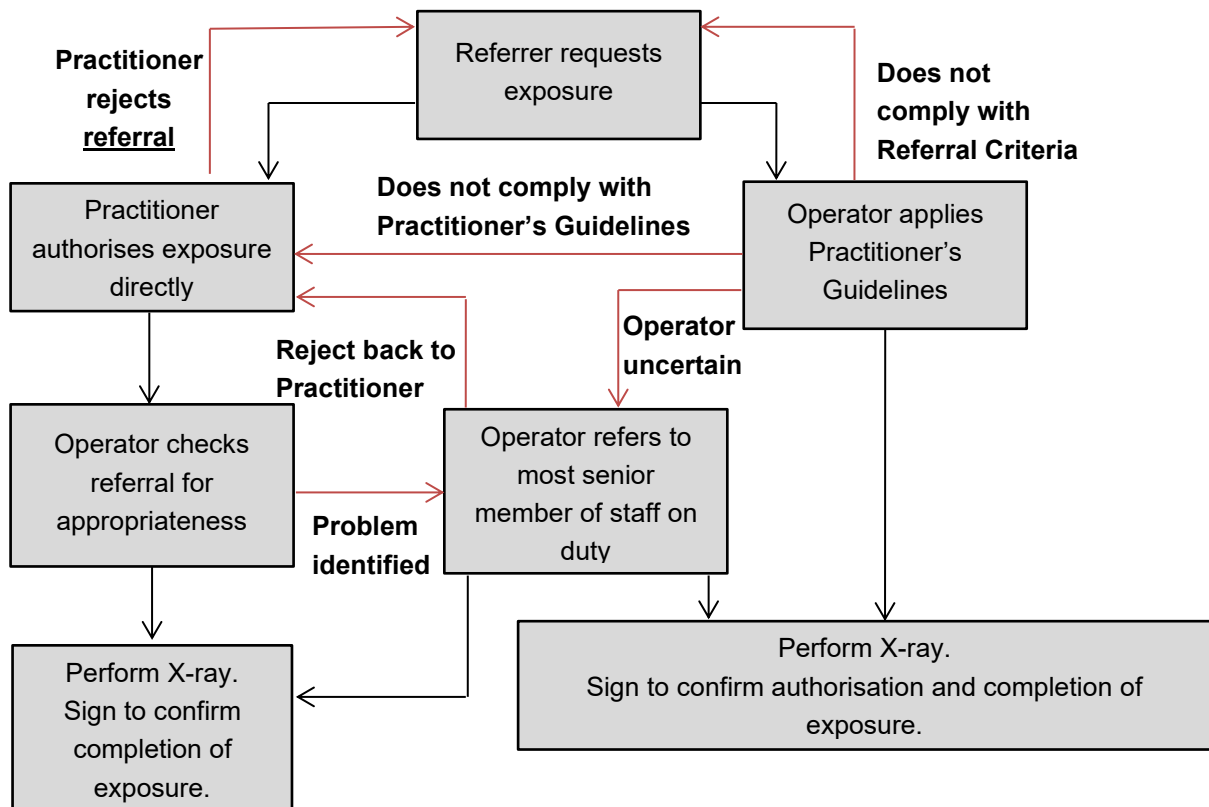 Referrer requests
exposure
Practitioner
rejects
referral
Does not
comply with
Referral Criteria
Practitioner
authorises exposure
directly
Does not comply with
Practitioner’s Guidelines
Operator applies
Practitioner’s
Guidelines
Reject back to
Practitioner
Operator
uncertain
Operator checks
referral for
appropriateness
Problem
identified
Operator refers to
most senior
member of staff on
duty
Perform X-ray.
Sign to confirm
completion of
exposure.
Perform X-ray.
Sign to confirm authorisation and completion of
exposure.